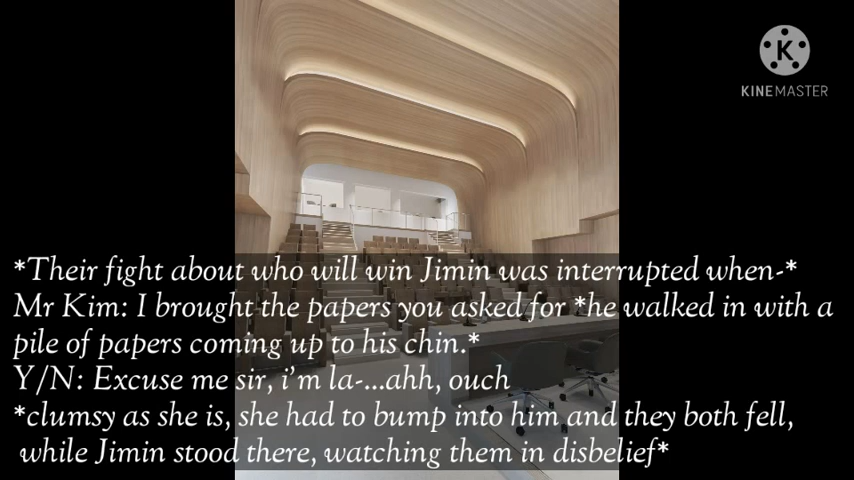 KINEMASTER
*Their fight about who will win Jimin was interrupted when-*
Mr Kim: I brought the papers you asked for *he walked in with a
pile of papers coming up to his chin.*
Y/N: Excuse me sir, i'm la-...ahh, ouch
*clumsy as she is, she had to bump into him and they both fell,
while Jimin stood there, watching them in disbelief*